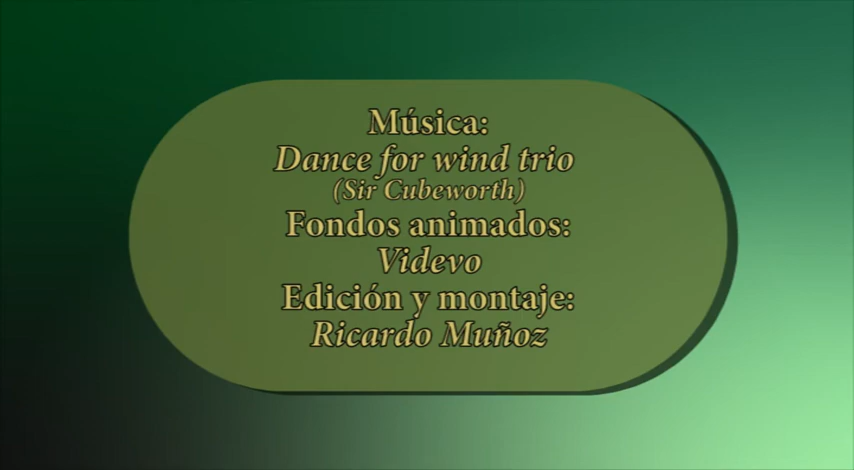 Música:
Dance for wind trio
(Sir Cubeworth)
Fondos animados:
Videvo
Edición y montaje:
Ricardo Muñoz